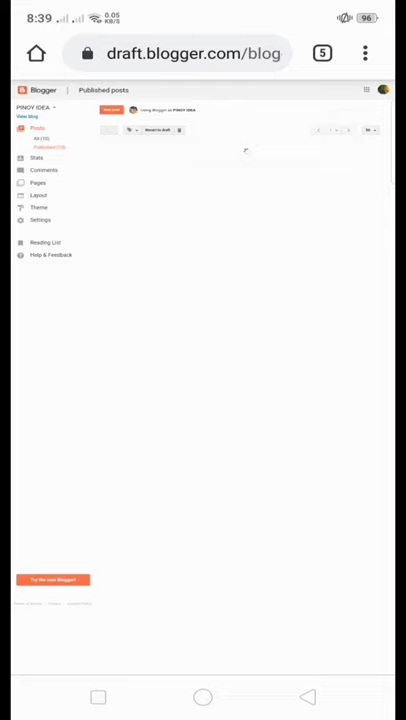 8:39
0.05
KB/S
96
draft.blogger.com/blog
5
Blogger
Published posts
PINOY IDEA
View blog
Using Blogger as PINOY IDEA
Posts
Revert to draft
All (10)
Published (10)
Stats
Comments
Pages
Layout
Theme
Settings
Reading List
Help & Feedback
Try the new Blogger!